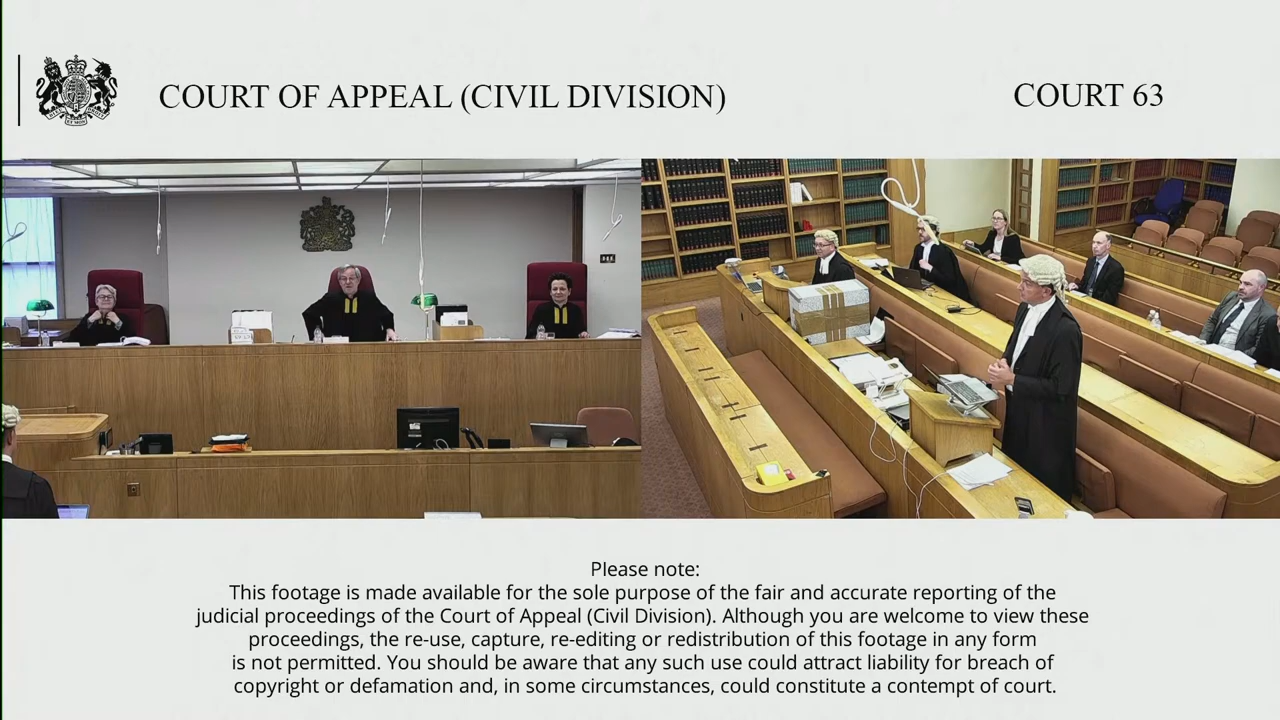 COURT OF APPEAL (CIVIL DIVISION)
COURT 63
Please note:
This footage is made available for the sole purpose of the fair and accurate reporting of the
judicial proceedings of the Court of Appeal (Civil Division). Although you are welcome to view these
proceedings, the re-use, capture, re-editing or redistribution of this footage in any form
is not permitted. You should be aware that any such use could attract liability for breach of
copyright or defamation and, in some circumstances, could constitute a contempt of court.